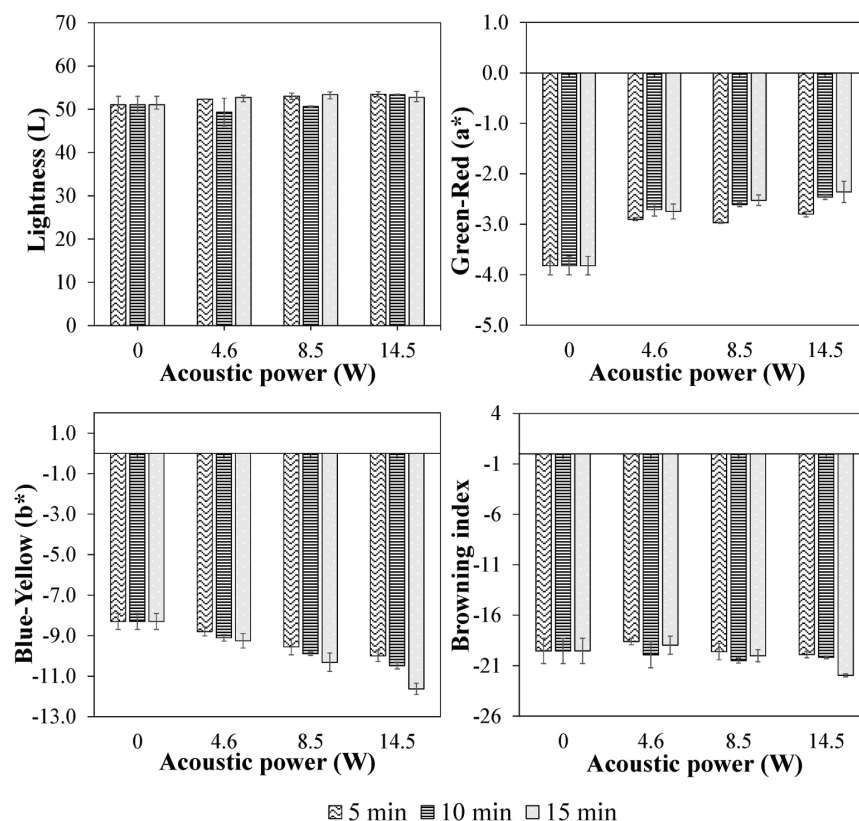 70
60
50
40
30
20
10
0
Lightness (L)
0 4.6 8.5 14.5
Acoustic power (W)
1.0
0.0
-1.0
-2.0
-3.0
-4.0
-5.0
Green-Red (a*)
0 4.6 8.5 14.5
Acoustic power (W)
1.0
-1.0
-3.0
-5.0
-7.0
-9.0
-11.0
-13.0
Blue-Yellow (b*)
0 4.6 8.5 14.5
Acoustic power (W)
4
-1
-6
-11
-16
-21
-26
Browning index
0 4.6 8.5 14.5
Acoustic power (W)
5 min 10 min 15 min